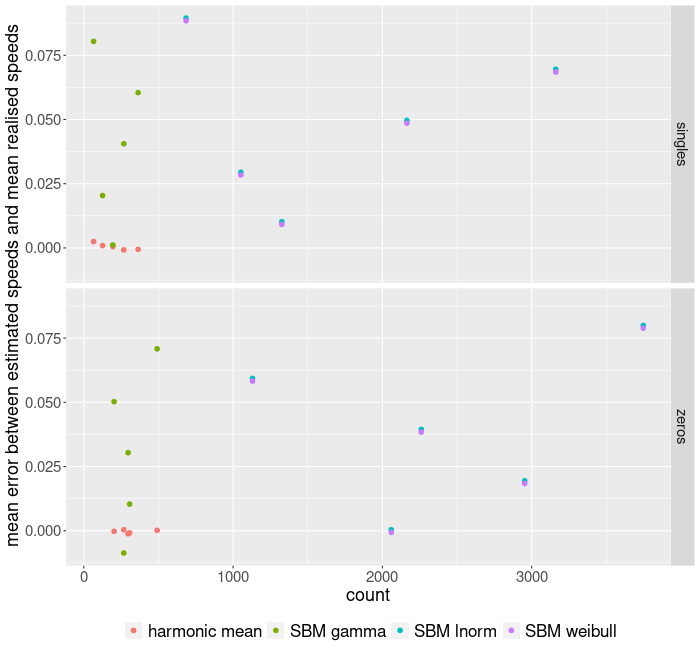 mean error between estimated speeds and mean realised speeds
0.075
0.050
0.025
0.000
singles
0.075
0.050
0.025
0.000
zeros
0 1000 2000 3000
count
harmonic mean SBM gamma SBM lnorm SBM weibull